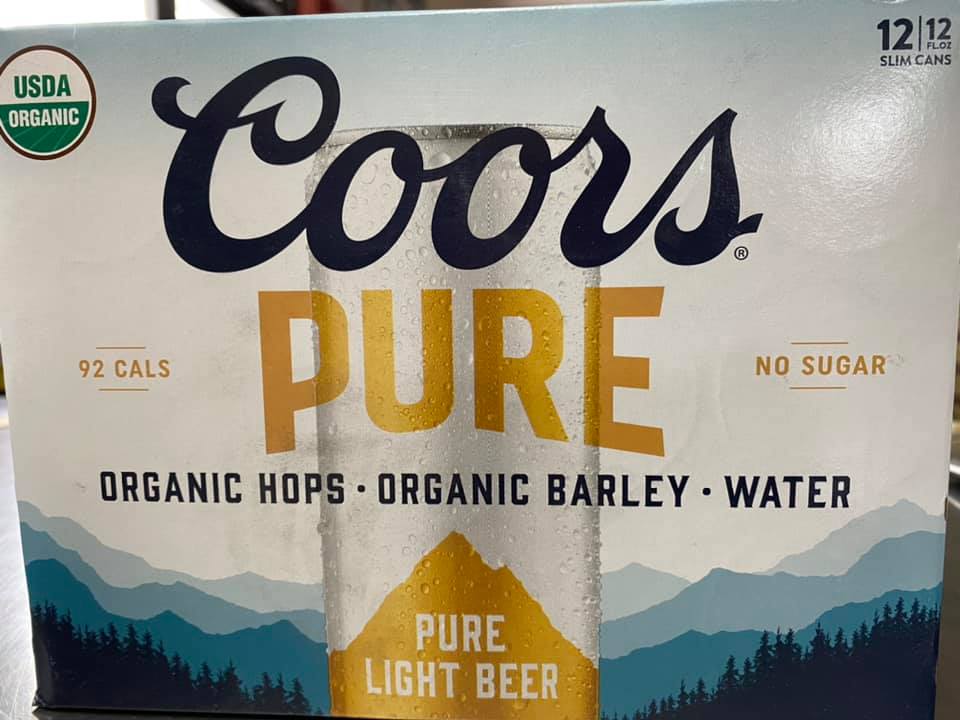 USDA
ORGANIC
12 | 12
FL.OZ
SLIM CANS
Coors®
PURE
92 CALS
NO SUGAR
ORGANIC HOPS · ORGANIC BARLEY · WATER
PURE
LIGHT BEER